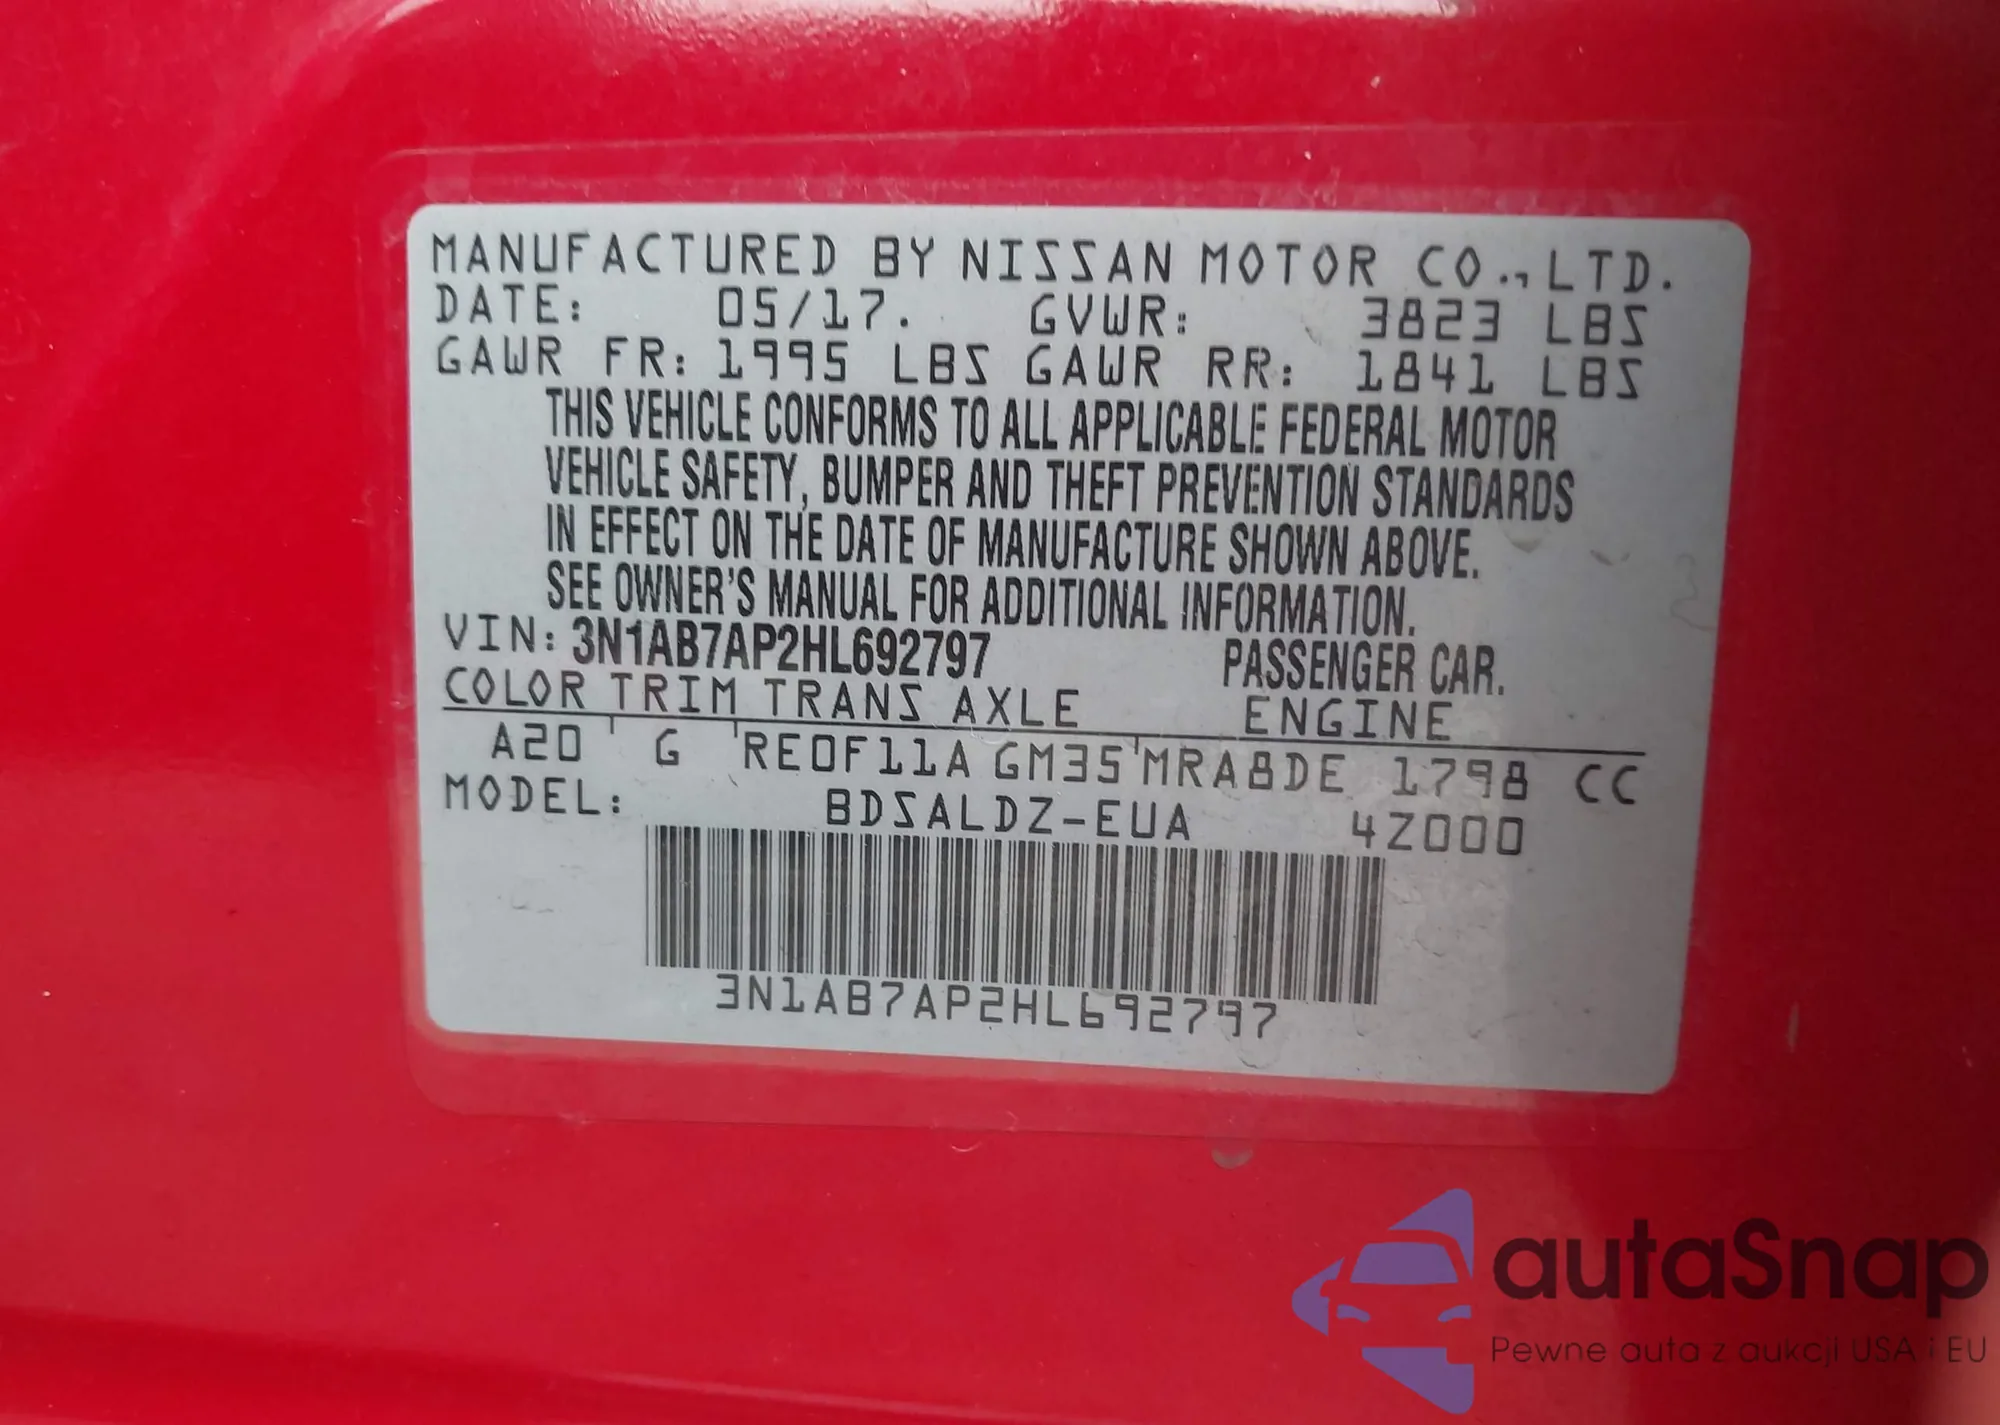 MANUFACTURED BY NISSAN MOTOR CO., LTD.
DATE: 05/17. GVWR: 3823 LBS
GAWR FR: 1995 LBS GAWR RR: 1841 LBS
THIS VEHICLE CONFORMS TO ALL APPLICABLE FEDERAL MOTOR
VEHICLE SAFETY, BUMPER AND THEFT PREVENTION STANDARDS
IN EFFECT ON THE DATE OF MANUFACTURE SHOWN ABOVE.
SEE OWNER'S MANUAL FOR ADDITIONAL INFORMATION.
VIN: 3N1AB7AP2HL692797 PASSENGER CAR.
COLOR TRIM TRANS AXLE ENGINE
A20 G RE0F11A GM35 MRA8DE 1798 CC
MODEL: BDSALDZ-EUA 4Z000
3N1AB7AP2HL692797
autaSnap
Pewne auta z aukcji USA i EU